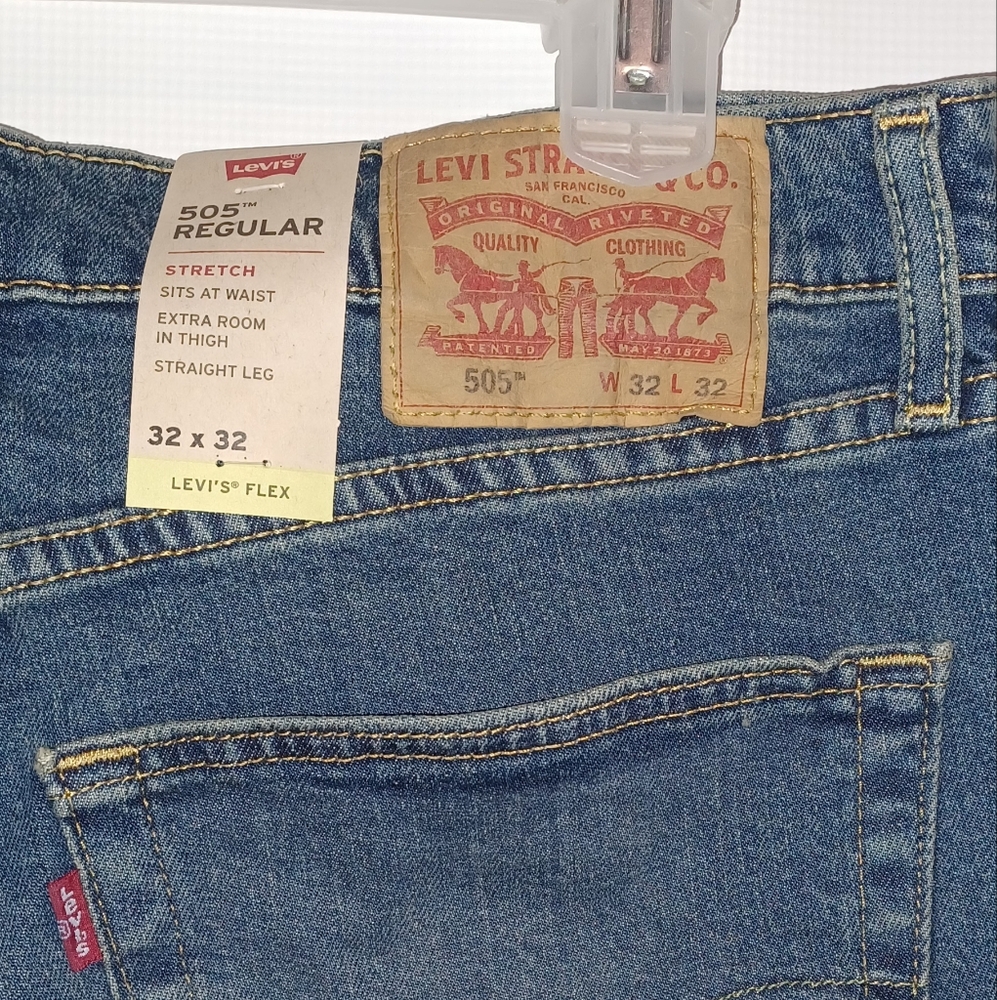 Levi's®
505™
REGULAR
STRETCH
SITS AT WAIST
EXTRA ROOM
IN THIGH
STRAIGHT LEG
32 x 32
LEVI'S® FLEX
LEVI STRA & CO.
SAN FRANCISCO
CAL.
ORIGINAL RIVETED
QUALITY CLOTHING
PATENTED MAY 20 1873
505™ W 32 L 32
Levi's